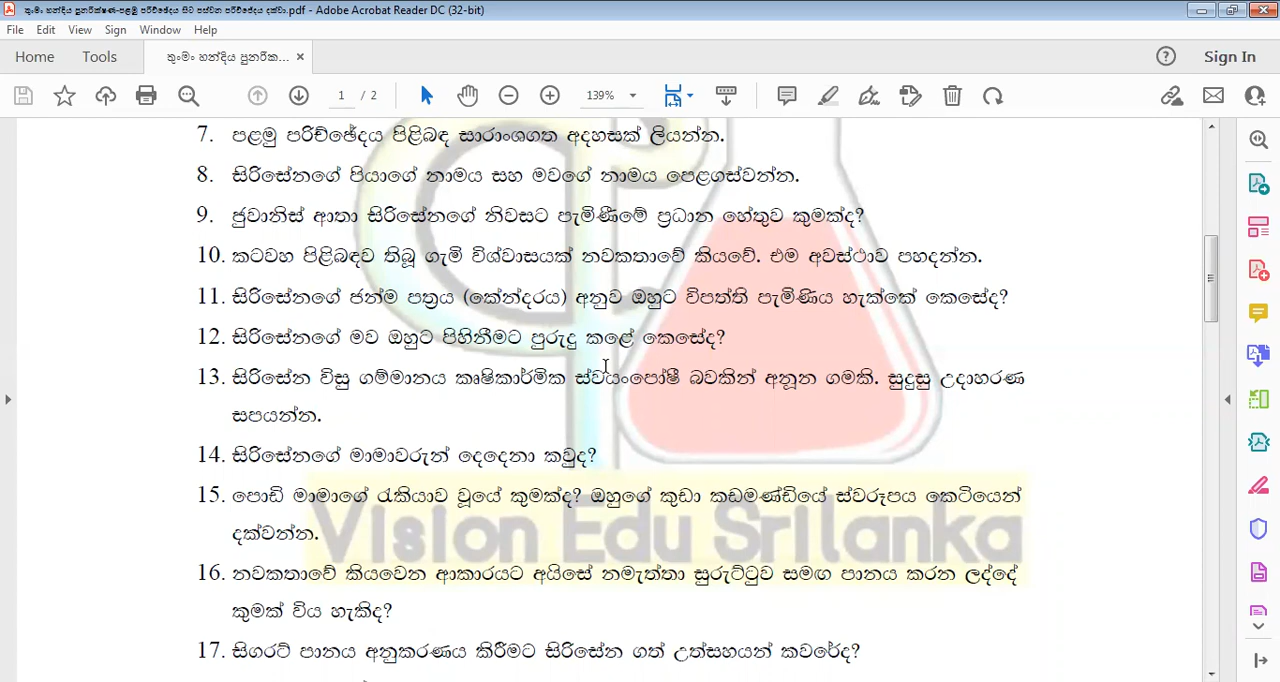 තුංමං හන්දිය පුනරීක්ෂණ-පළමු පරිච්ඡේදය සිට පස්වන පරිච්ඡේදය දක්වා.pdf - Adobe Acrobat Reader DC (32-bit)
File Edit View Sign Window Help
Home Tools තුංමං හන්දිය පුනරික... × Sign In
1 / 2 139%
7. පළමු පරිච්ඡේදය පිළිබඳ සාරාංශගත අදහසක් ලියන්න.
8. සිරිසේනගේ පියාගේ නාමය සහ මවගේ නාමය පෙළගස්වන්න.
9. ජුවානිස් ආතා සිරිසේනගේ නිවසට පැමිණීමේ ප්‍රධාන හේතුව කුමක්ද?
10. කටවහ පිළිබඳව තිබූ ගැමි විශ්වාසයක් නවකතාවේ කියවේ. එම අවස්ථාව පහදන්න.
11. සිරිසේනගේ ජන්ම පත්‍රය (කේන්දරය) අනුව ඔහුට විපත්ති පැමිණිය හැක්කේ කෙසේද?
12. සිරිසේනගේ මව ඔහුට පිහිනීමට පුරුදු කළේ කෙසේද?
13. සිරිසේන විසු ගම්මානය කෘෂිකාර්මික ස්වයංපෝෂී බවකින් අනූන ගමකි. සුදුසු උදාහරණ
සපයන්න.
14. සිරිසේනගේ මාමාවරුන් දෙදෙනා කවුද?
15. පොඩි මාමාගේ රැකියාව වූයේ කුමක්ද? ඔහුගේ කුඩා කඩමණ්ඩියේ ස්වරූපය කෙටියෙන්
දක්වන්න.
Vision Edu Srilanka
16. නවකතාවේ කියවෙන ආකාරයට අයිසේ නමැත්තා සුරුට්ටුව සමඟ පානය කරන ලද්දේ
කුමක් විය හැකිද?
17. සිගරට් පානය අනුකරණය කිරීමට සිරිසේන ගත් උත්සහයන් කවරේද?